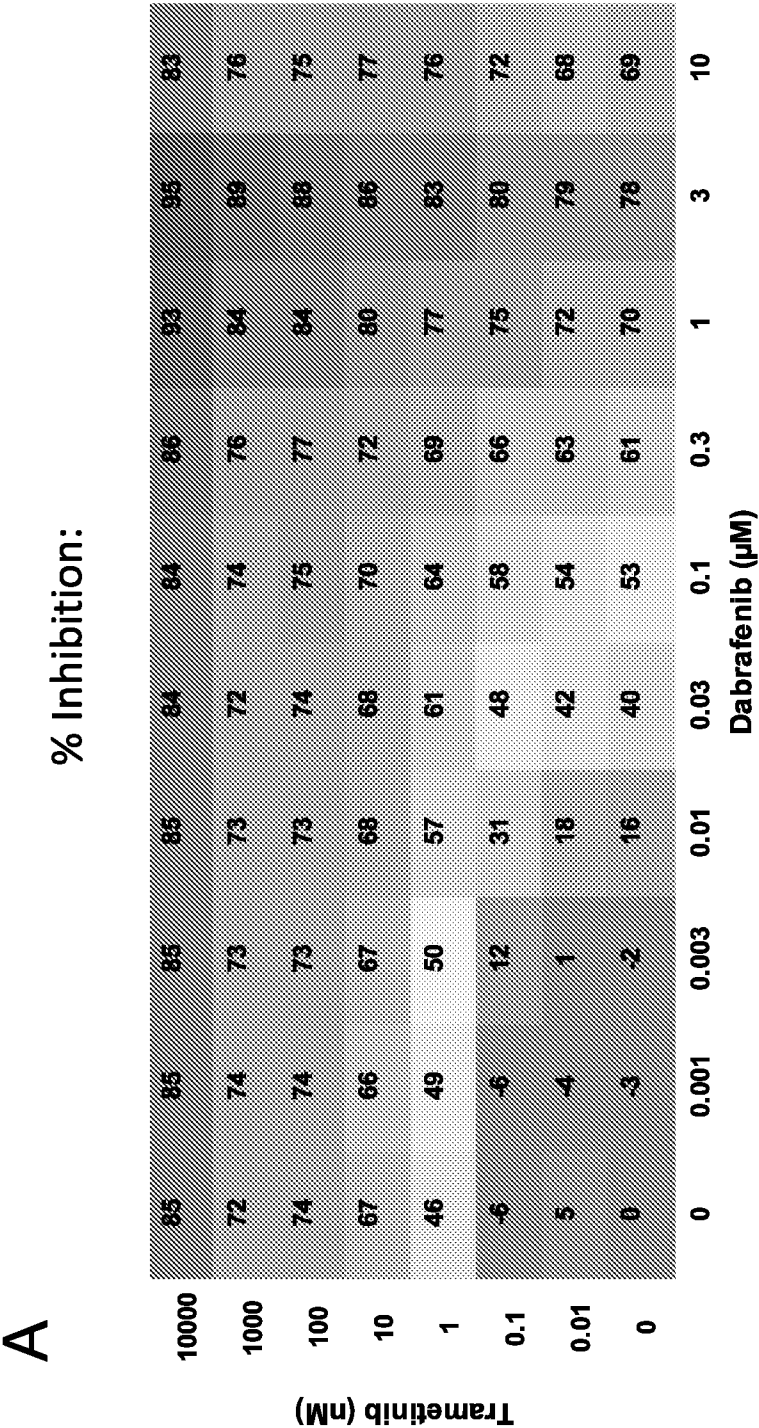 A
% Inhibition:
Trametinib (nM)
10000 85 85 85 85 84 84 86 93 95 83
1000 72 74 73 73 72 74 76 84 89 76
100 74 74 73 73 74 75 77 84 88 75
10 67 66 67 68 68 70 72 80 86 77
1 46 49 50 57 61 64 69 77 83 76
0.1 -6 -6 12 31 48 58 66 75 80 72
0.01 5 -4 1 18 42 54 63 72 79 68
0 0 -3 -2 16 40 53 61 70 78 69
0 0.001 0.003 0.01 0.03 0.1 0.3 1 3 10
Dabrafenib (µM)